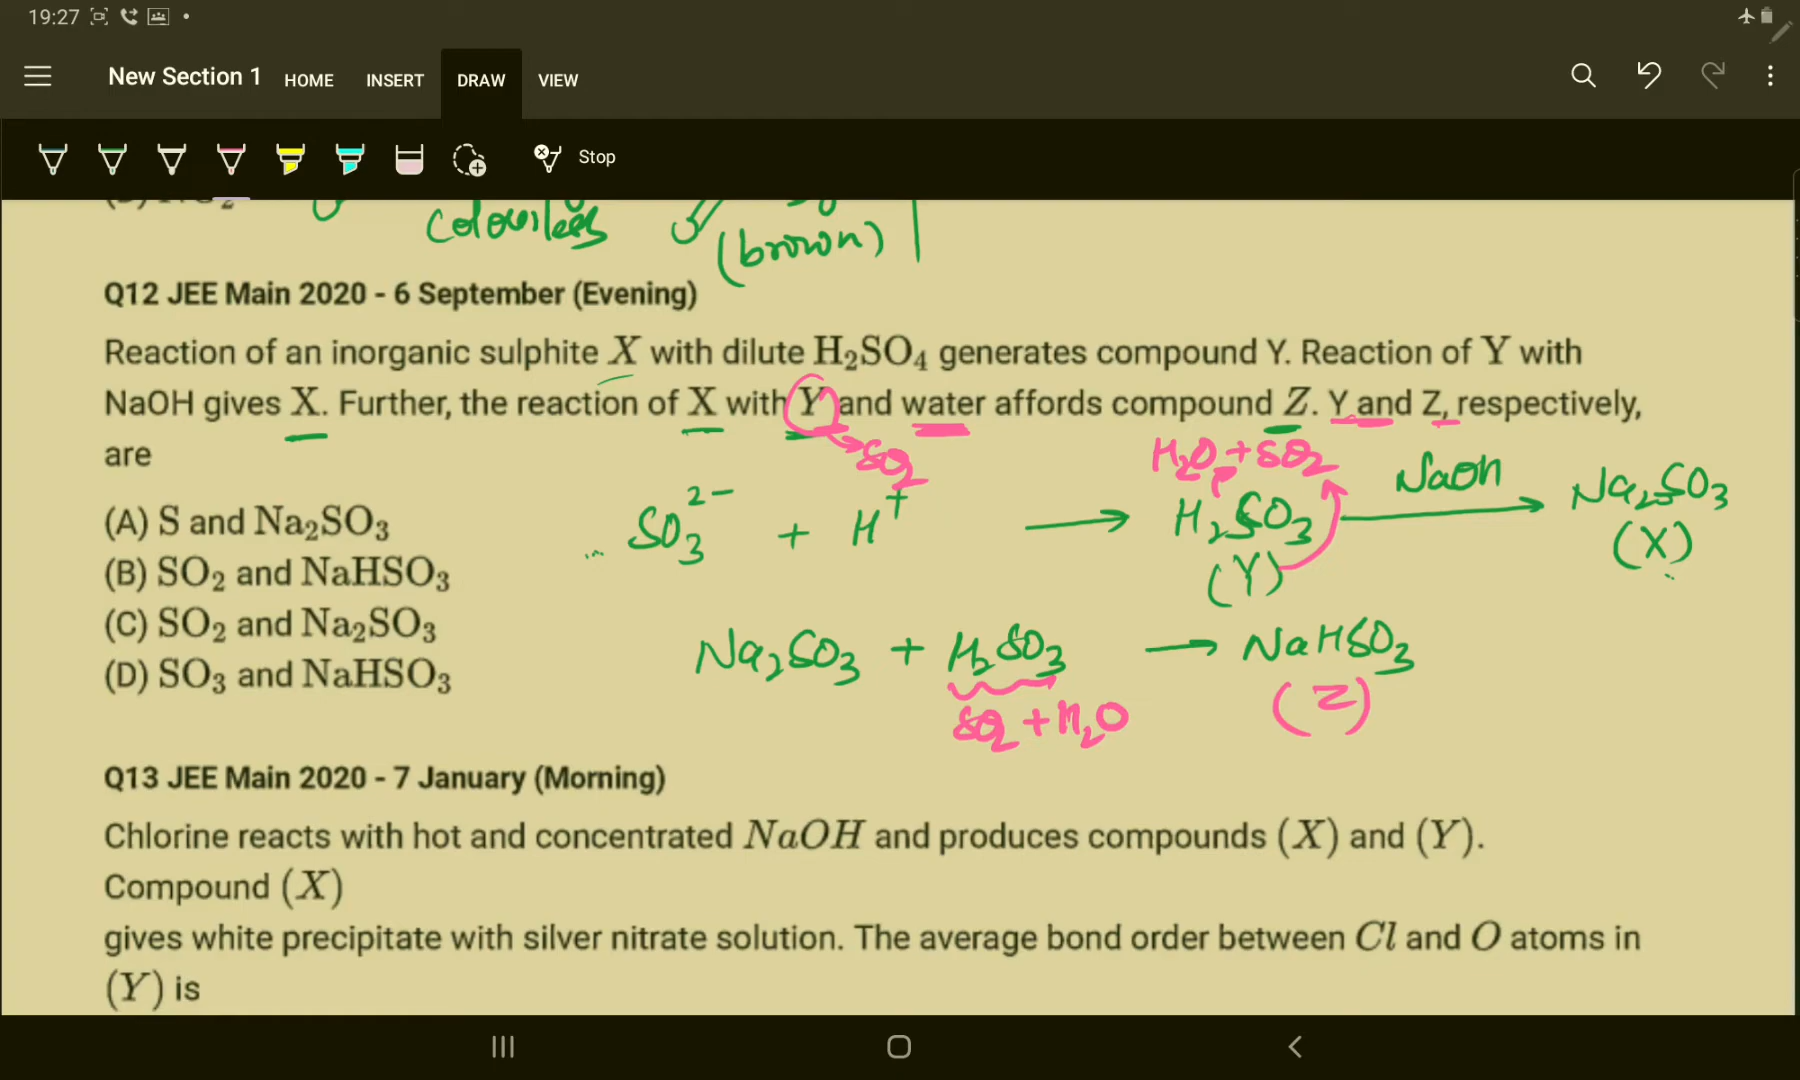 19:27
New Section 1 HOME INSERT DRAW VIEW
Stop
colourless
(brown)
Q12 JEE Main 2020 - 6 September (Evening)
Reaction of an inorganic sulphite X with dilute H₂SO₄ generates compound Y. Reaction of Y with
NaOH gives X. Further, the reaction of X with Y and water affords compound Z. Y and Z, respectively,
are
SO₂
H₂O + SO₂
(A) S and Na₂SO₃
(B) SO₂ and NaHSO₃
(C) SO₂ and Na₂SO₃
(D) SO₃ and NaHSO₃
SO₃²⁻ + H⁺ → H₂SO₃ NaOH → Na₂SO₃
(Y) (X)
Na₂SO₃ + H₂SO₃ → NaHSO₃
SO₂ + H₂O (Z)
Q13 JEE Main 2020 - 7 January (Morning)
Chlorine reacts with hot and concentrated NaOH and produces compounds (X) and (Y).
Compound (X)
gives white precipitate with silver nitrate solution. The average bond order between Cl and O atoms in
(Y) is